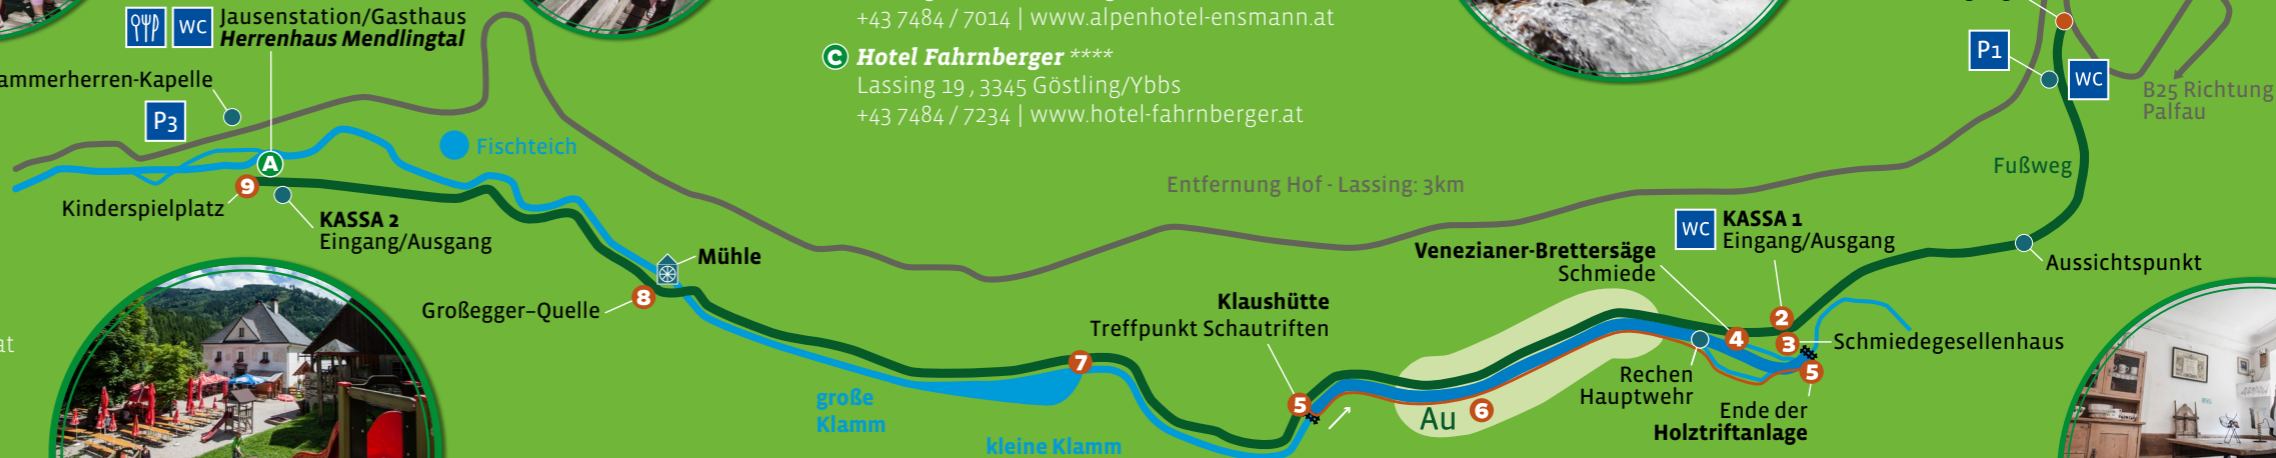 Jausenstation/Gasthaus
Herrenhaus Mendlingtal
WC
P3
Fischteich
A
9
Kinderspielplatz
KASSA 2
Eingang/Ausgang
Mühle
8
Großegger-Quelle
+43 7484 / 7014 | www.alpenhotel-ensmann.at
C Hotel Fahrnberger ****
Lassing 19 , 3345 Göstling/Ybbs
+43 7484 / 7234 | www.hotel-fahrnberger.at
Entfernung Hof - Lassing: 3km
7
große
Klamm
kleine Klamm
Klaushütte
Treffpunkt Schautriften
5
Au
6
Venezianer-Brettersäge
Schmiede
WC
KASSA 1
Eingang/Ausgang
2
4
3
Schmiedegesellenhaus
5
Rechen
Hauptwehr
Ende der
Holztriftanlage
P1
WC
B25 Richtung
Palfau
Fußweg
Aussichtspunkt
at